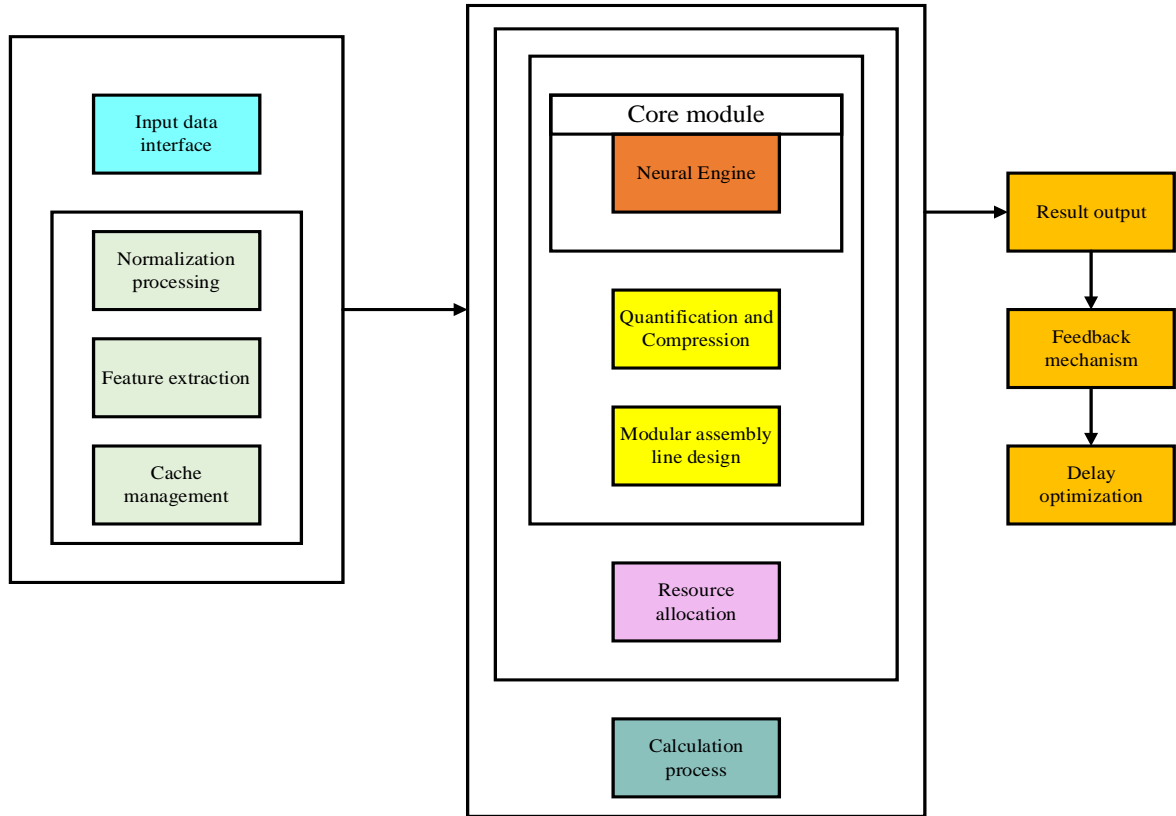 Input data
interface
Normalization
processing
Feature extraction
Cache
management
Core module
Neural Engine
Quantification and
Compression
Modular assembly
line design
Resource
allocation
Calculation
process
Result output
Feedback
mechanism
Delay
optimization